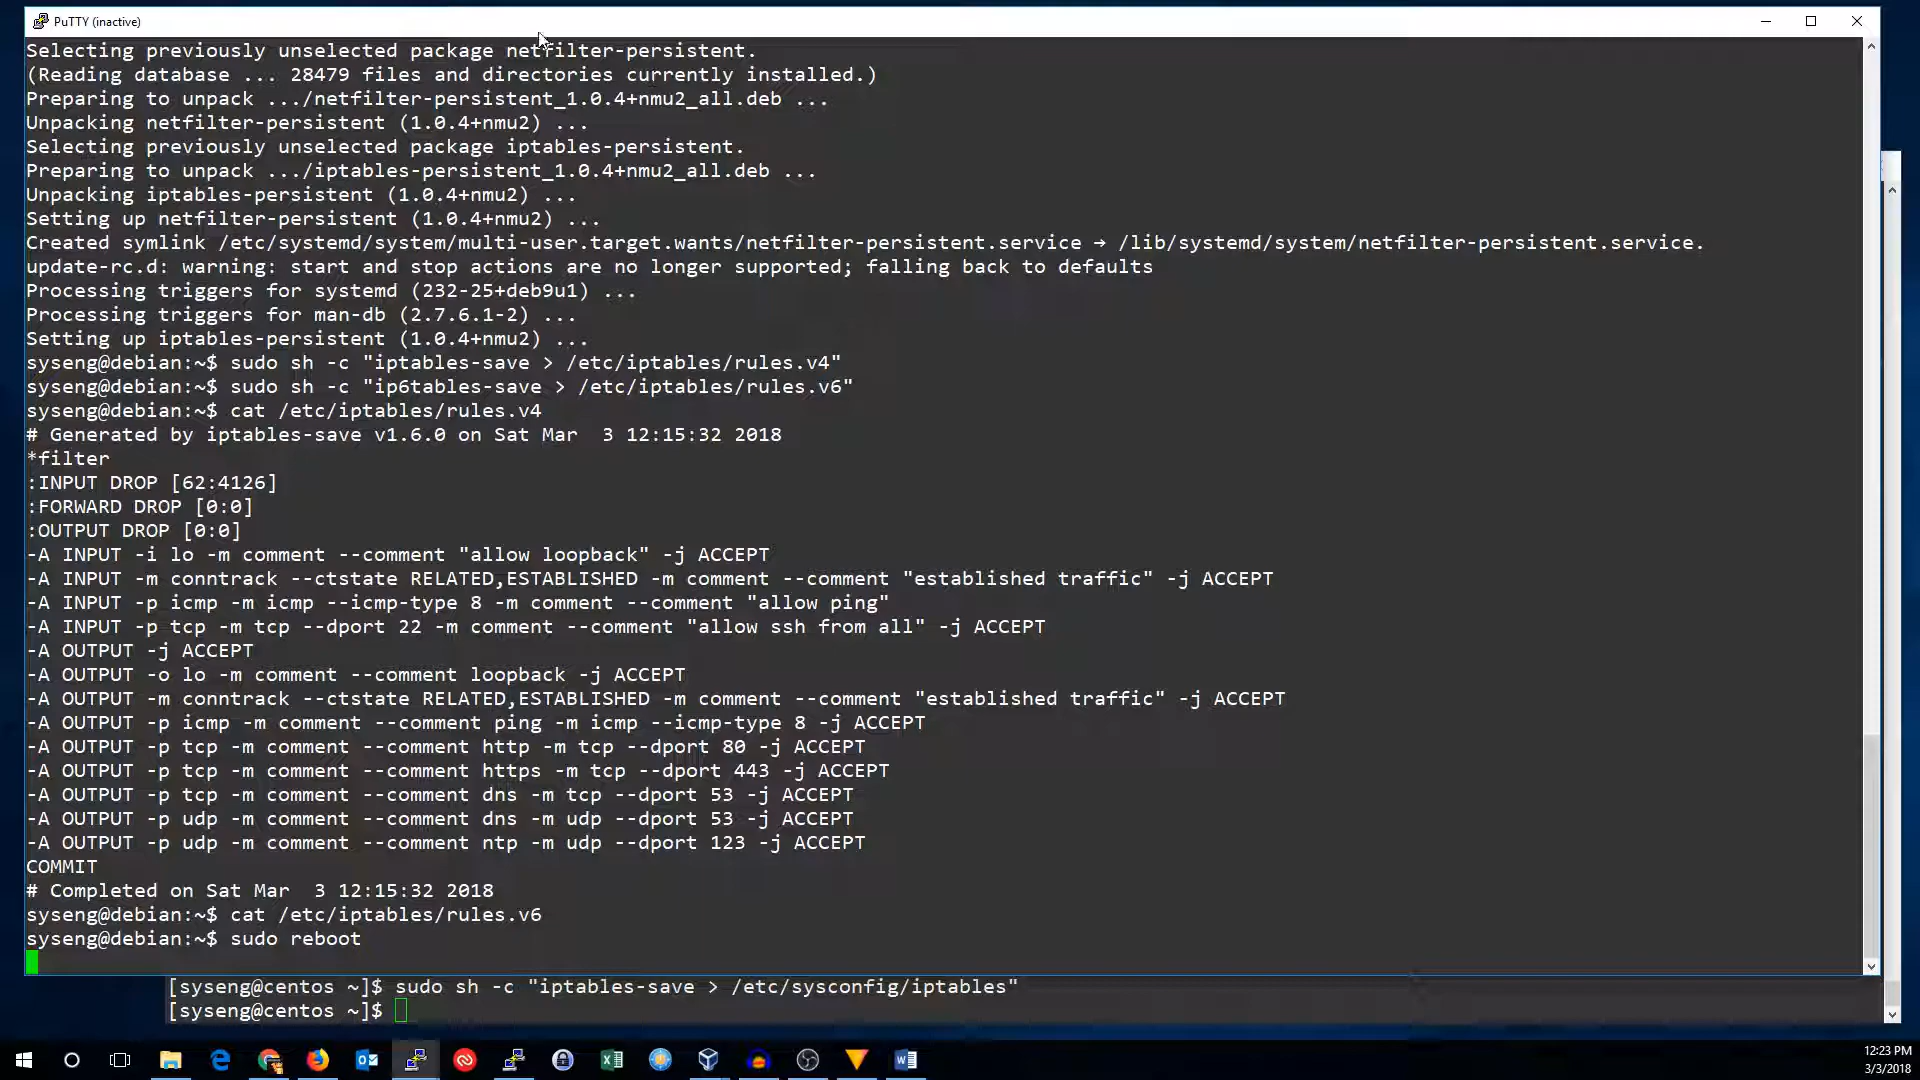 PuTTY (inactive)
Selecting previously unselected package netfilter-persistent.
(Reading database ... 28479 files and directories currently installed.)
Preparing to unpack .../netfilter-persistent_1.0.4+nmu2_all.deb ...
Unpacking netfilter-persistent (1.0.4+nmu2) ...
Selecting previously unselected package iptables-persistent.
Preparing to unpack .../iptables-persistent_1.0.4+nmu2_all.deb ...
Unpacking iptables-persistent (1.0.4+nmu2) ...
Setting up netfilter-persistent (1.0.4+nmu2) ...
Created symlink /etc/systemd/system/multi-user.target.wants/netfilter-persistent.service → /lib/systemd/system/netfilter-persistent.service.
update-rc.d: warning: start and stop actions are no longer supported; falling back to defaults
Processing triggers for systemd (232-25+deb9u1) ...
Processing triggers for man-db (2.7.6.1-2) ...
Setting up iptables-persistent (1.0.4+nmu2) ...
syseng@debian:~$ sudo sh -c "iptables-save > /etc/iptables/rules.v4"
syseng@debian:~$ sudo sh -c "ip6tables-save > /etc/iptables/rules.v6"
syseng@debian:~$ cat /etc/iptables/rules.v4
# Generated by iptables-save v1.6.0 on Sat Mar  3 12:15:32 2018
*filter
:INPUT DROP [62:4126]
:FORWARD DROP [0:0]
:OUTPUT DROP [0:0]
-A INPUT -i lo -m comment --comment "allow loopback" -j ACCEPT
-A INPUT -m conntrack --ctstate RELATED,ESTABLISHED -m comment --comment "established traffic" -j ACCEPT
-A INPUT -p icmp -m icmp --icmp-type 8 -m comment --comment "allow ping"
-A INPUT -p tcp -m tcp --dport 22 -m comment --comment "allow ssh from all" -j ACCEPT
-A OUTPUT -j ACCEPT
-A OUTPUT -o lo -m comment --comment loopback -j ACCEPT
-A OUTPUT -m conntrack --ctstate RELATED,ESTABLISHED -m comment --comment "established traffic" -j ACCEPT
-A OUTPUT -p icmp -m comment --comment ping -m icmp --icmp-type 8 -j ACCEPT
-A OUTPUT -p tcp -m comment --comment http -m tcp --dport 80 -j ACCEPT
-A OUTPUT -p tcp -m comment --comment https -m tcp --dport 443 -j ACCEPT
-A OUTPUT -p tcp -m comment --comment dns -m tcp --dport 53 -j ACCEPT
-A OUTPUT -p udp -m comment --comment dns -m udp --dport 53 -j ACCEPT
-A OUTPUT -p udp -m comment --comment ntp -m udp --dport 123 -j ACCEPT
COMMIT
# Completed on Sat Mar  3 12:15:32 2018
syseng@debian:~$ cat /etc/iptables/rules.v6
syseng@debian:~$ sudo reboot
[syseng@centos ~]$ sudo sh -c "iptables-save > /etc/sysconfig/iptables"
[syseng@centos ~]$
12:23 PM
3/3/2018